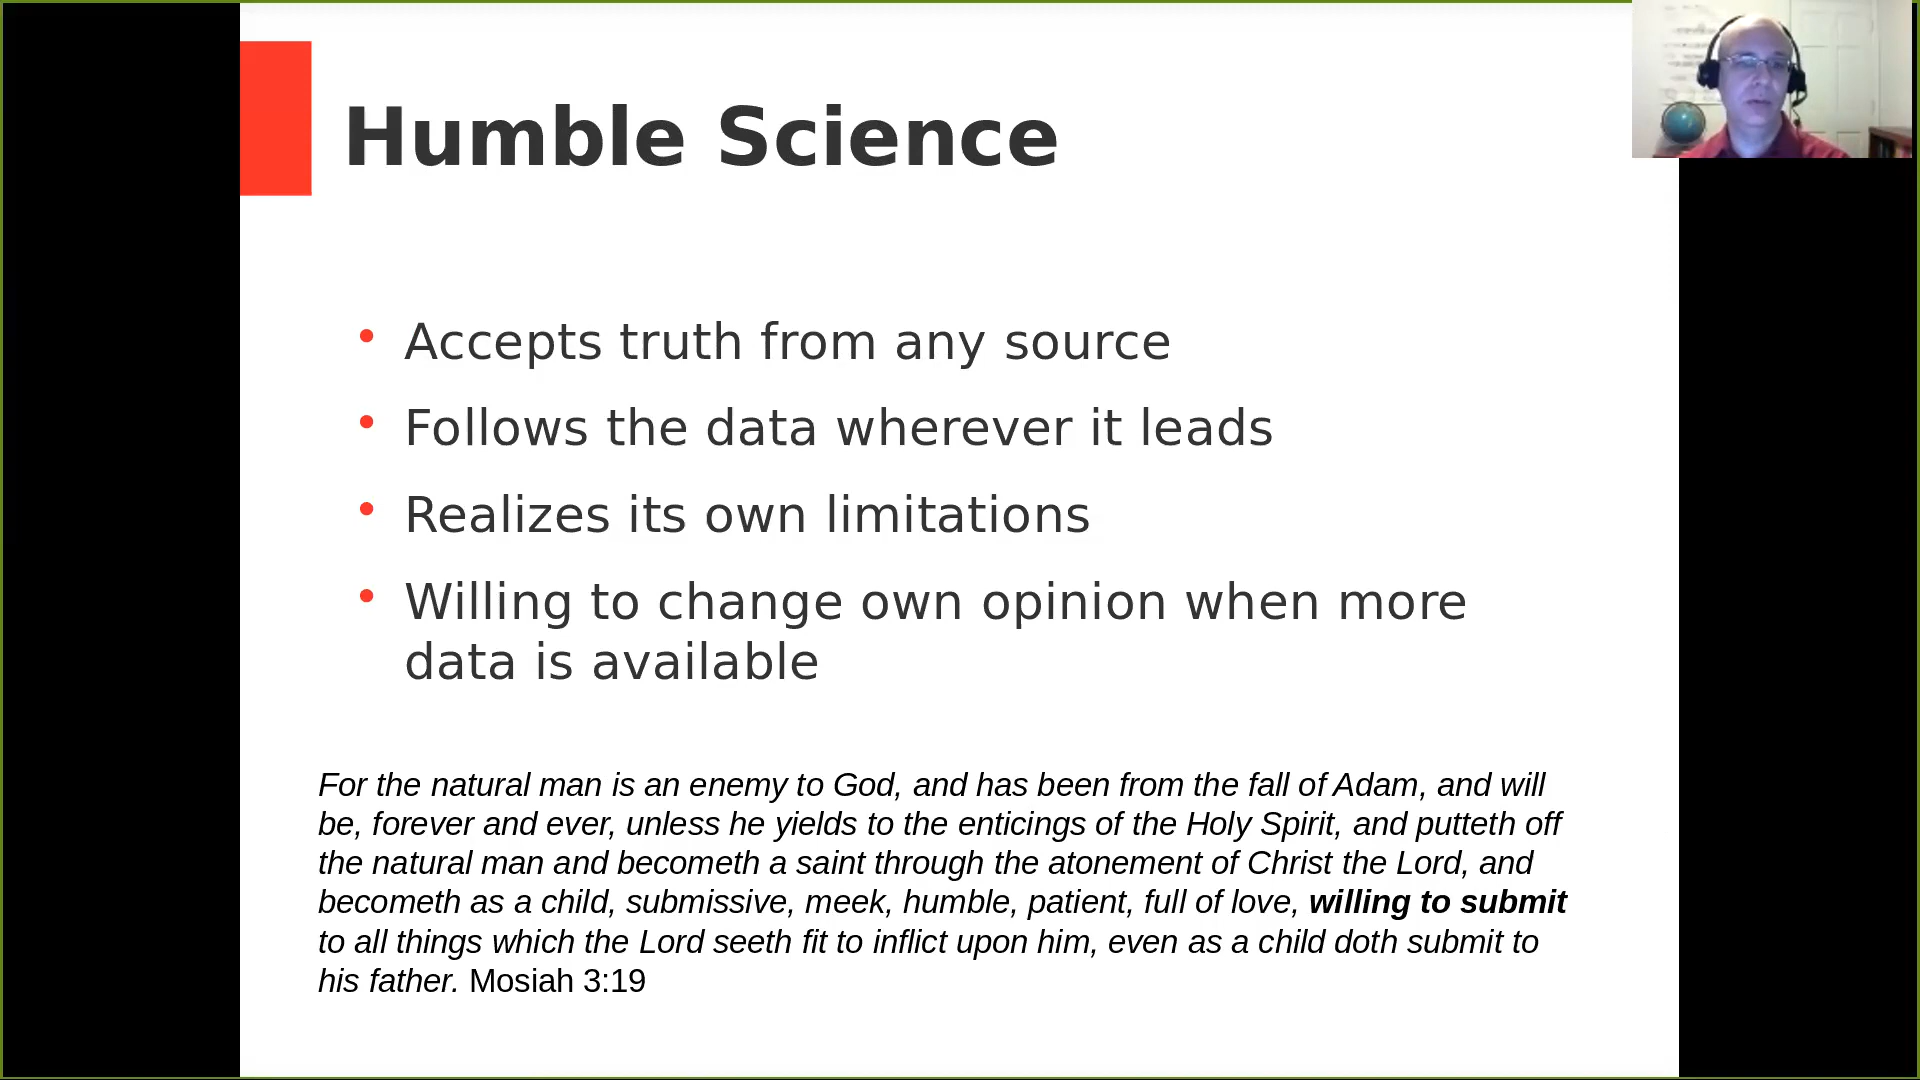 Humble Science
• Accepts truth from any source
• Follows the data wherever it leads
• Realizes its own limitations
• Willing to change own opinion when more
data is available
For the natural man is an enemy to God, and has been from the fall of Adam, and will
be, forever and ever, unless he yields to the enticings of the Holy Spirit, and putteth off
the natural man and becometh a saint through the atonement of Christ the Lord, and
becometh as a child, submissive, meek, humble, patient, full of love, willing to submit
to all things which the Lord seeth fit to inflict upon him, even as a child doth submit to
his father. Mosiah 3:19